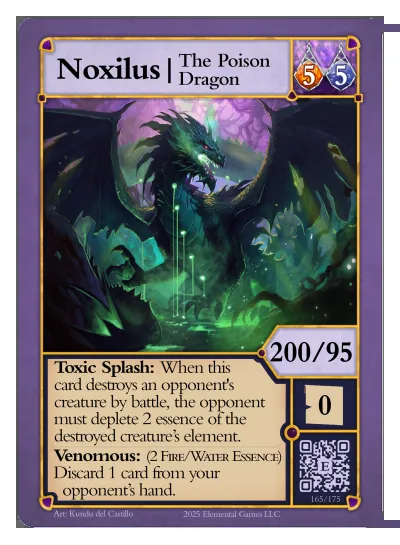 Noxilus | The Poison
Dragon
5 5
200/95
Toxic Splash: When this
card destroys an opponent's
creature by battle, the opponent
must deplete 2 essence of the
destroyed creature's element.
0
Venomous: (2 Fire/Water Essence)
Discard 1 card from your
opponent's hand.
E
165/175
Art: Kundu del Castillo
2025 Elemental Games LLC